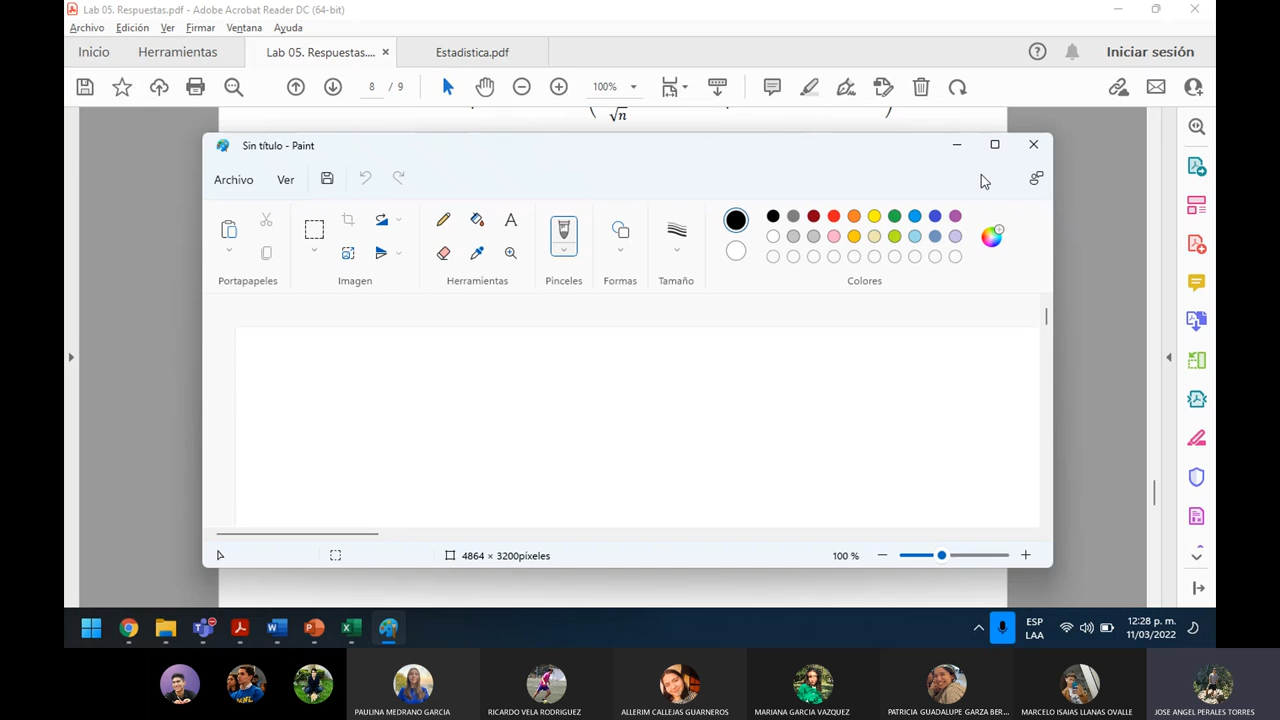 Lab 05. Respuestas.pdf - Adobe Acrobat Reader DC (64-bit)
Archivo Edición Ver Firmar Ventana Ayuda
Inicio Herramientas Lab 05. Respuestas.... × Estadistica.pdf Iniciar sesión
8 / 9 100%
√n
Sin título - Paint
Archivo Ver
Portapapeles Imagen Herramientas Pinceles Formas Tamaño Colores
4864 × 3200pixeles 100 %
ESP
LAA
12:28 p. m.
11/03/2022
PAULINA MEDRANO GARCIA RICARDO VELA RODRIGUEZ ALLERIM CALLEJAS GUARNEROS MARIANA GARCIA VAZQUEZ PATRICIA GUADALUPE GARZA BER... MARCELO ISAIAS LLANAS OVALLE JOSE ANGEL PERALES TORRES